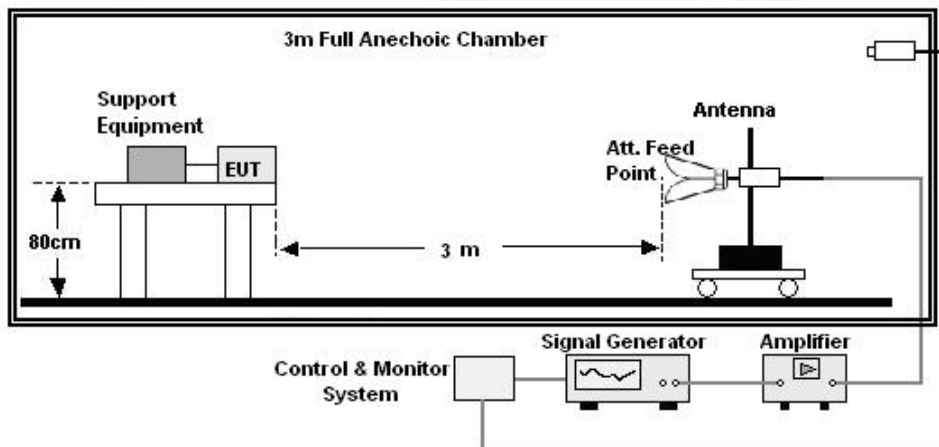 3m Full Anechoic Chamber
Support
Equipment
EUT
Antenna
Att. Feed
Point
80cm
3 m
Signal Generator
Amplifier
Control & Monitor
System